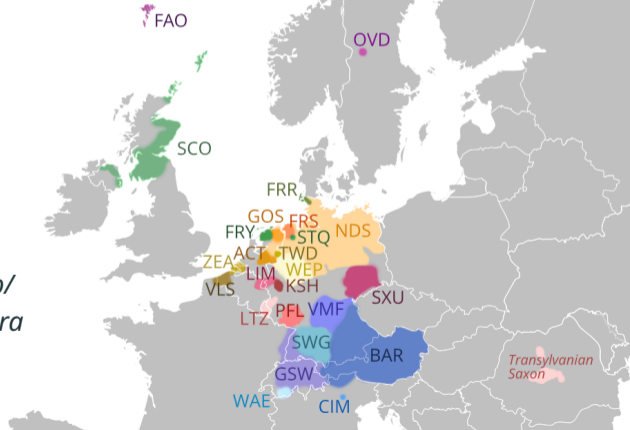 FAO
OVD
SCO
FRR
GOS
FRS
FRY
STQ
NDS
ACT
TWD
ZEA
WEP
LIM
VLS
KSH
SXU
LTZ
PFL
VMF
SWG
BAR
GSW
Transylvanian
Saxon
WAE
CIM